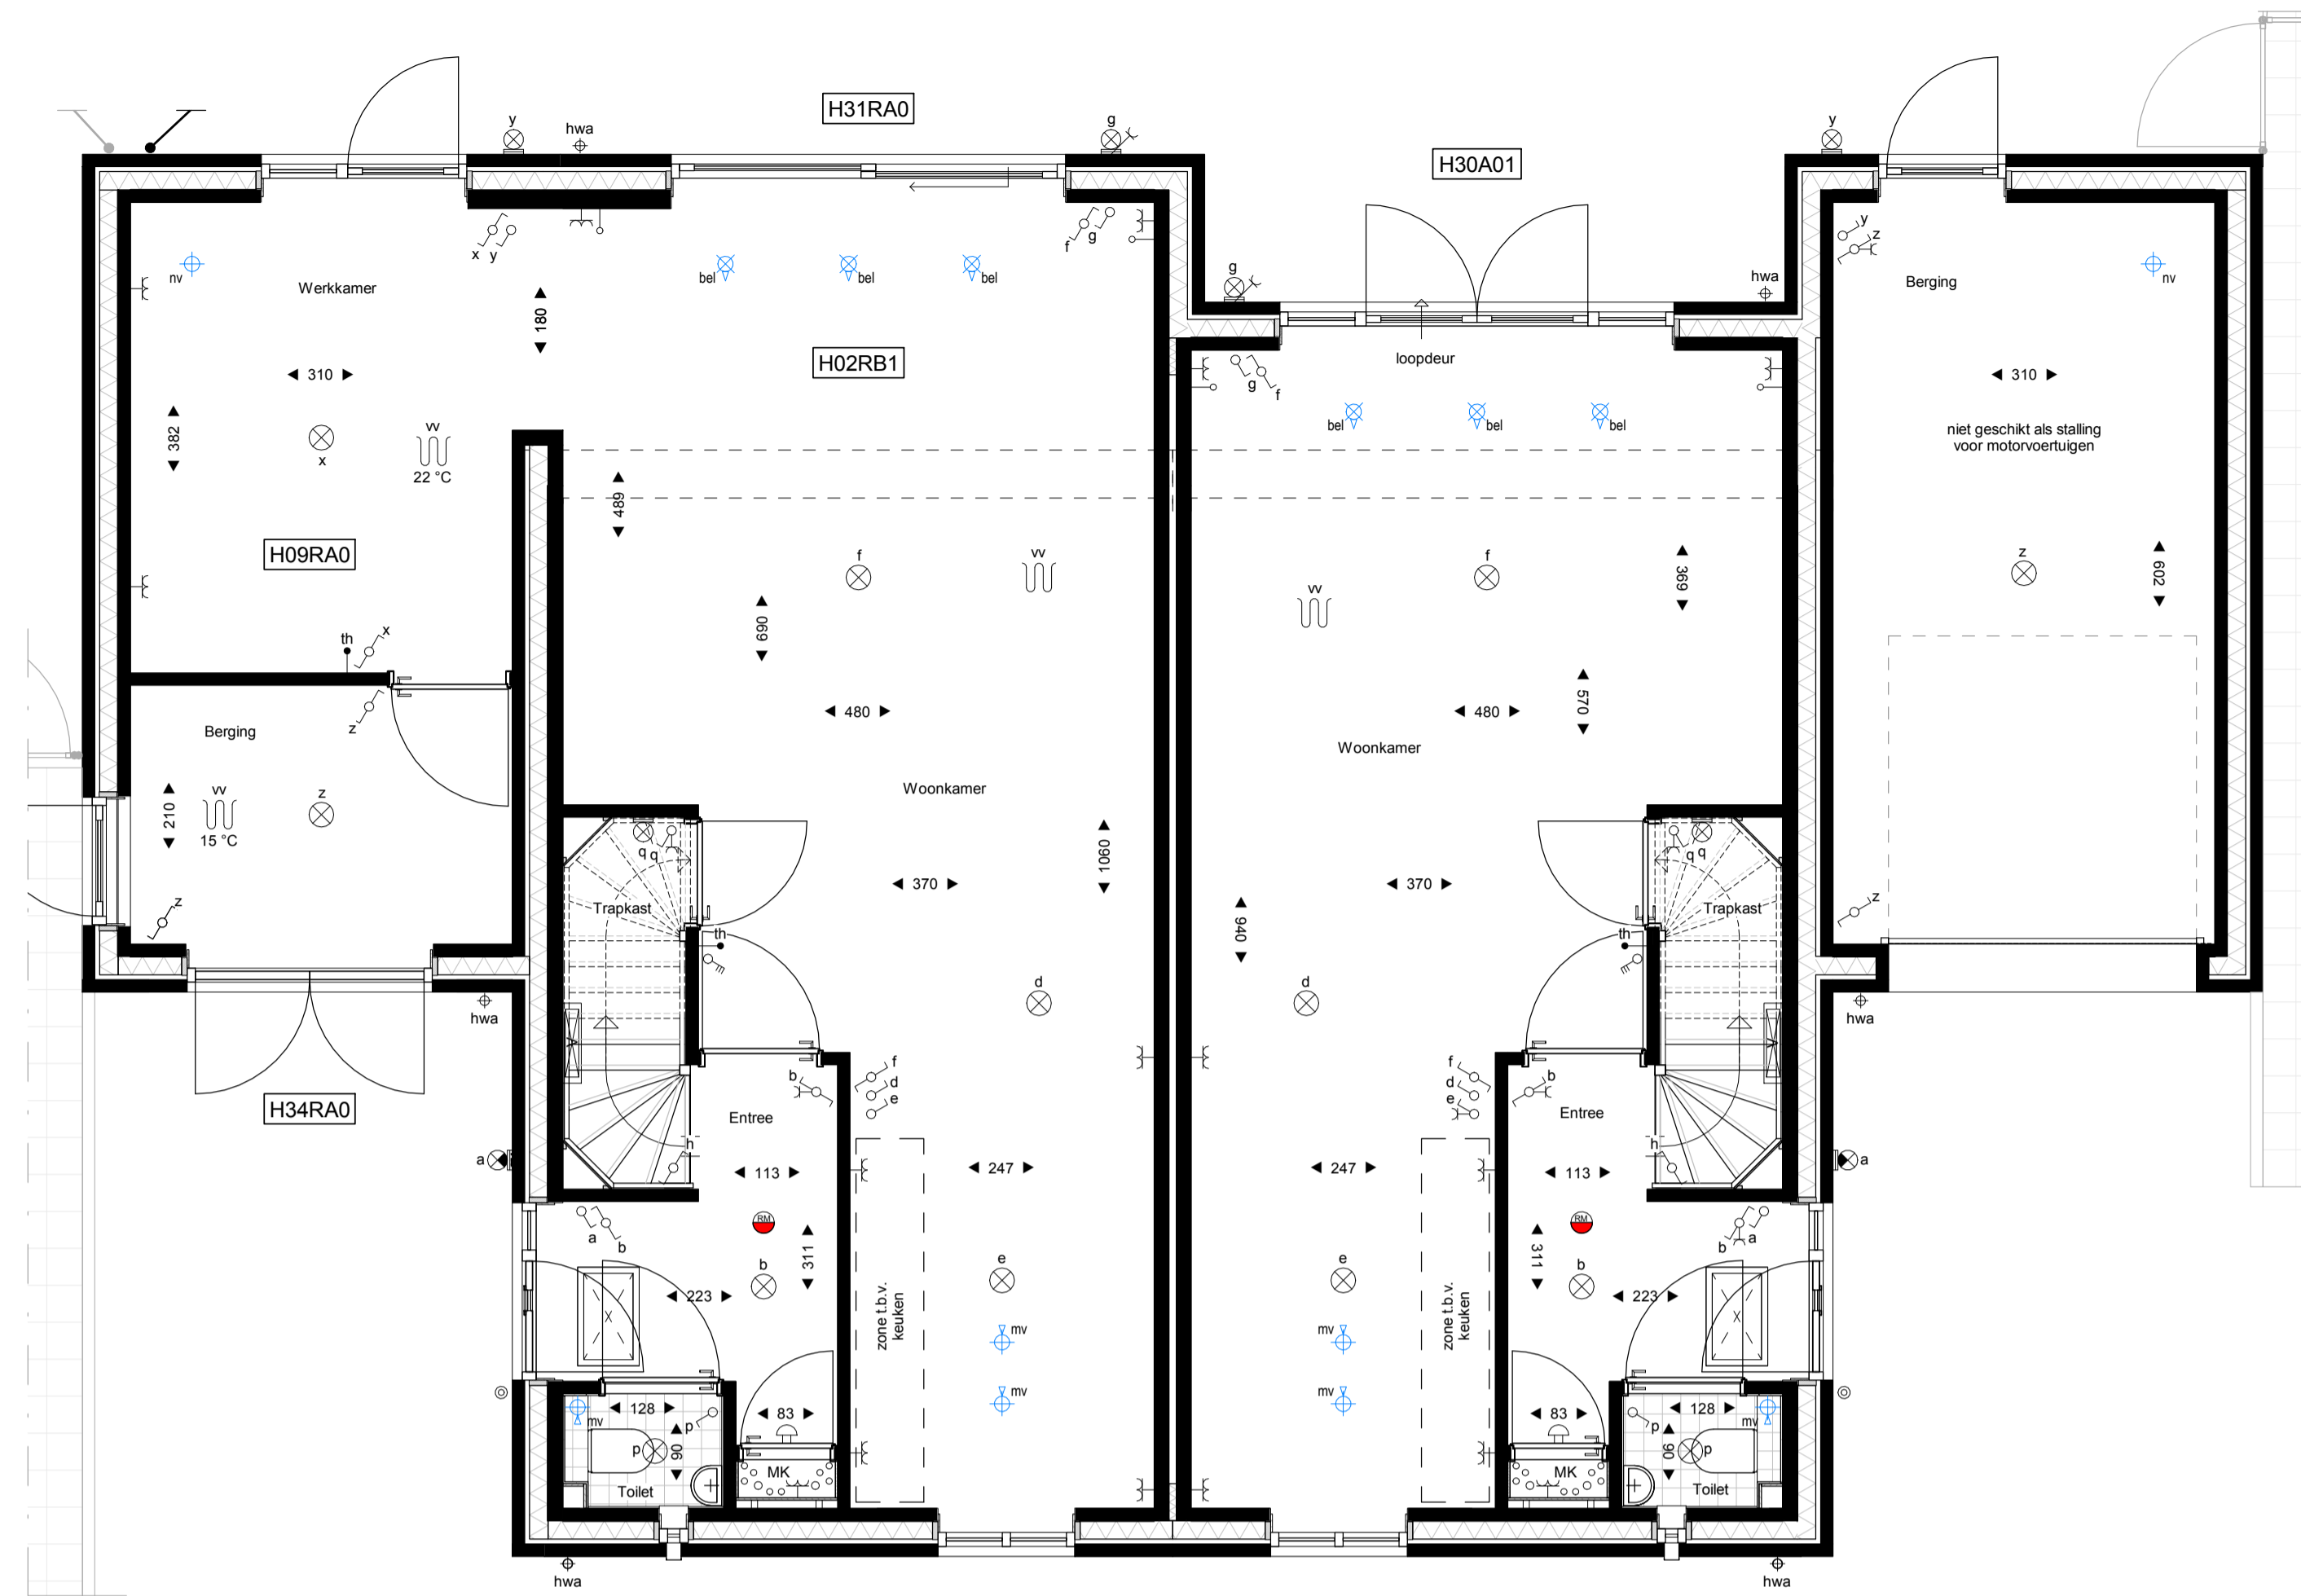 H31RA0
y
hwa
g
H30A01
y
x
y
f
g
g
hwa
y
z
nv
Werkkamer
bel
bel
bel
Berging
nv
180
310
H02RB1
loopdeur
g
f
310
382
x
vv
22 °C
bel
bel
bel
niet geschikt als stalling
voor motorvoertuigen
489
H09RA0
f
vv
vv
f
369
z
602
690
th
x
z
Berging
480
480
570
Woonkamer
Woonkamer
210
vv
15 °C
z
q
q
q
q
1060
370
370
Trapkast
Trapkast
z
z
940
th
th
hwa
d
d
hwa
f
d
e
b
f
d
e
b
H34RA0
Entree
Entree
h
h
a
a
113
247
247
113
RM
RM
a
b
b
a
311
311
b
e
e
b
223
223
zone t.b.v.
keuken
zone t.b.v.
keuken
mv
mv
mv
mv
128
83
83
128
mv
p
p
mv
p
90
90
p
MK
MK
Toilet
Toilet
hwa
hwa